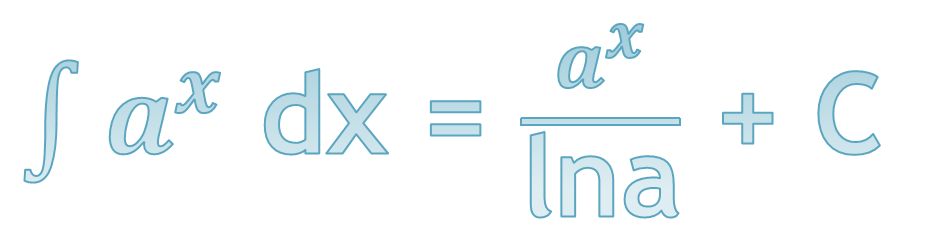 ∫ aˣ dx = aˣ/lna + C